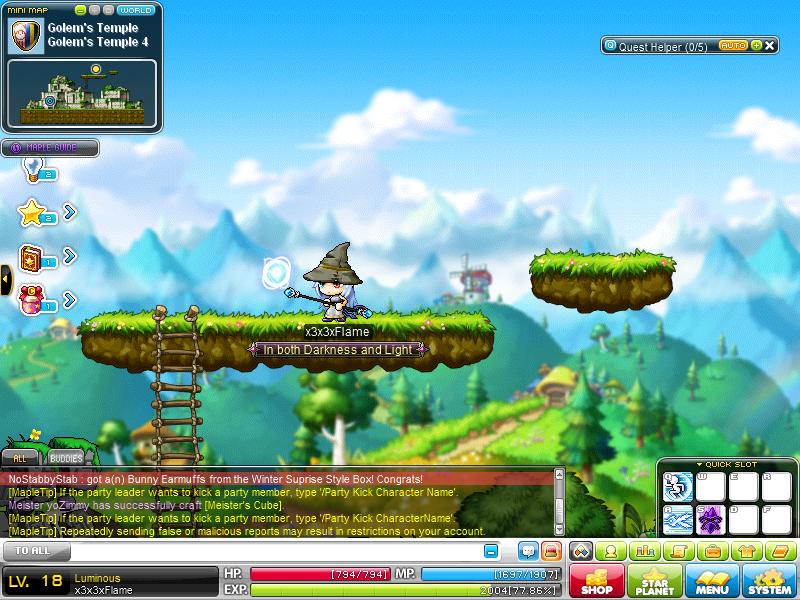 MINI MAP
WORLD
Golem's Temple
Golem's Temple 4
Quest Helper (0/5) AUTO
MAPLE GUIDE
2
2
1
1
x3x3xFlame
In both Darkness and Light
ALL BUDDIES
NoStabbyStab : got a(n) Bunny Earmuffs from the Winter Suprise Style Box! Congrats!
[MapleTip] If the party leader wants to kick a party member, type '/Party Kick Character Name'.
Meister yoZimmy has successfully craft [Meister's Cube].
[MapleTip] If the party leader wants to kick a party member, type '/Party Kick CharacterName'.
[MapleTip] Repeatedly sending false or malicious reports may result in restrictions on your account.
QUICK SLOT
W E R
A S D F
TO ALL
LV. 18 Luminous
x3x3xFlame
HP. [794/794] MP. [1697/1907]
EXP. 2004[77.86%]
SHOP
STAR PLANET
MENU
SYSTEM